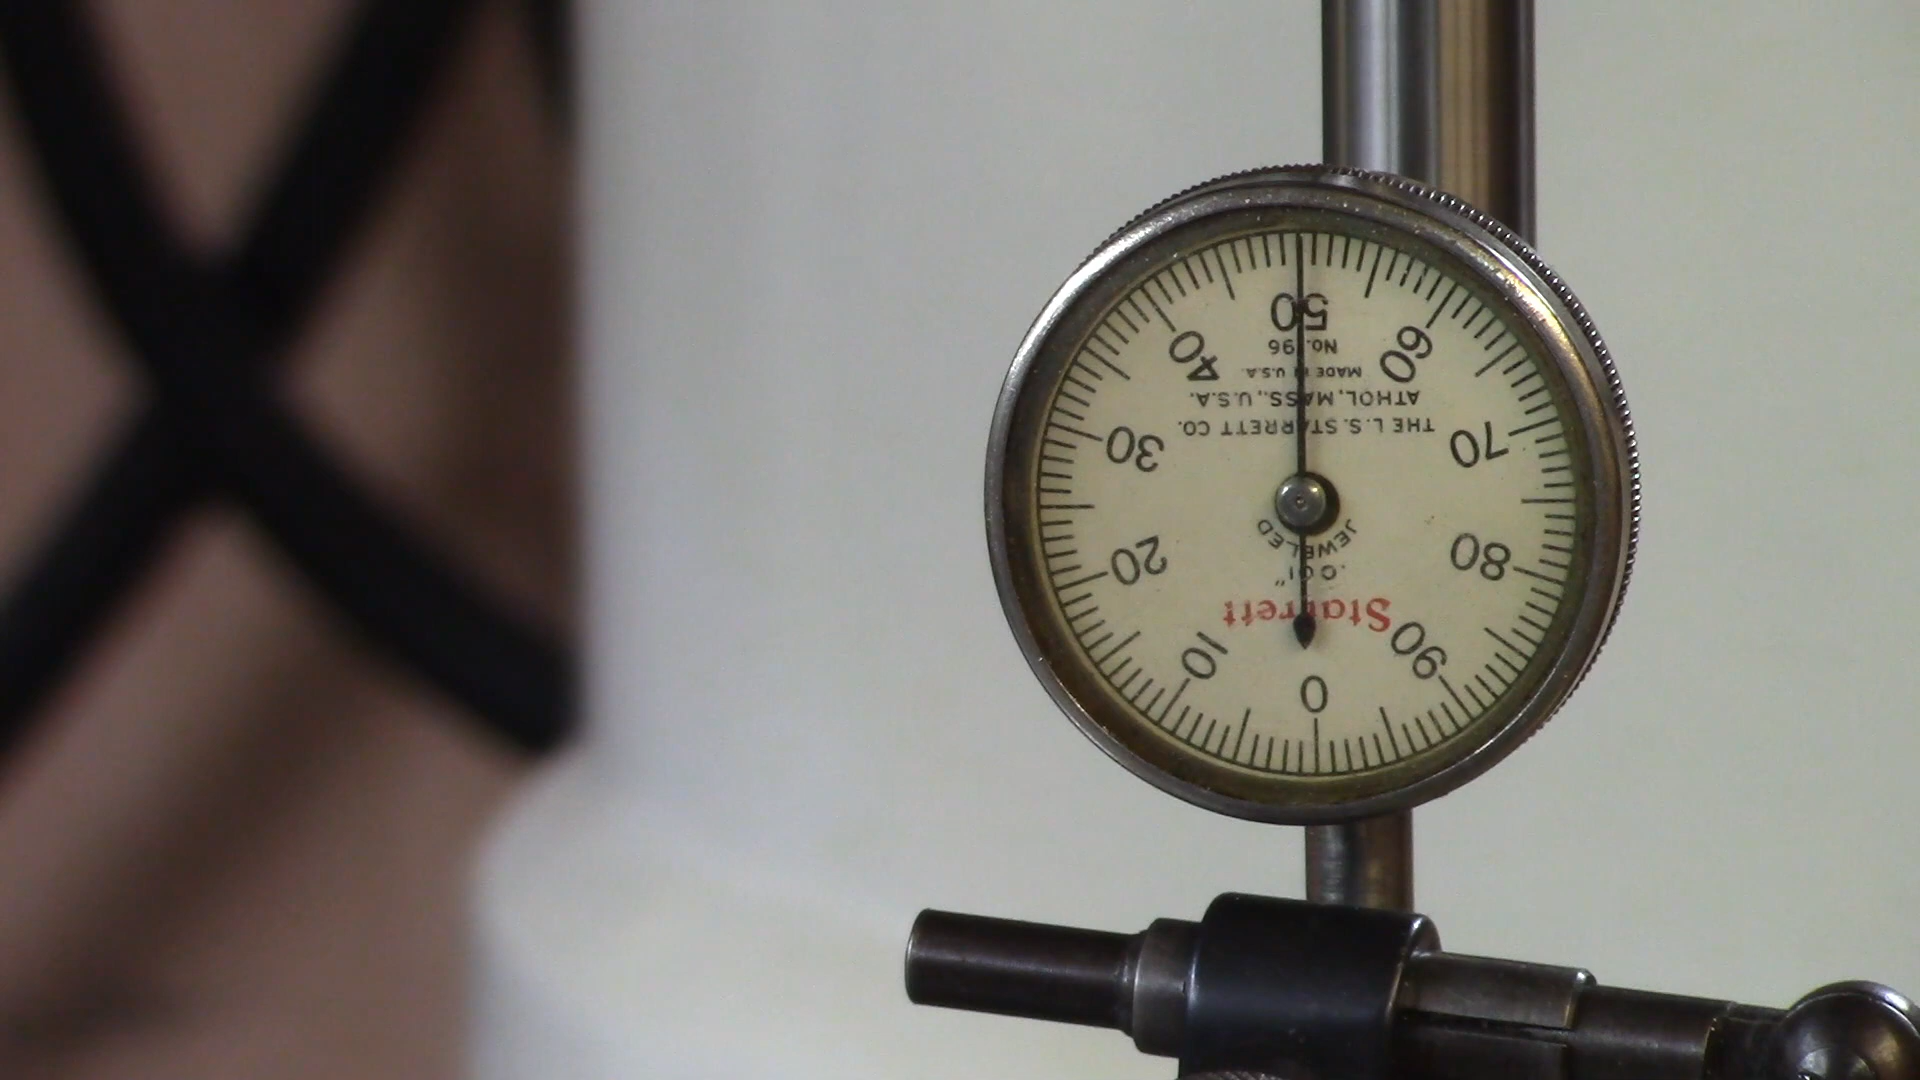 0
90 10
Starrett
.001"
80 20
JEWELED
70 30
THE L.S. STARRETT CO.
ATHOL, MASS., U.S.A.
MADE IN U.S.A.
60 40
No. 196
50